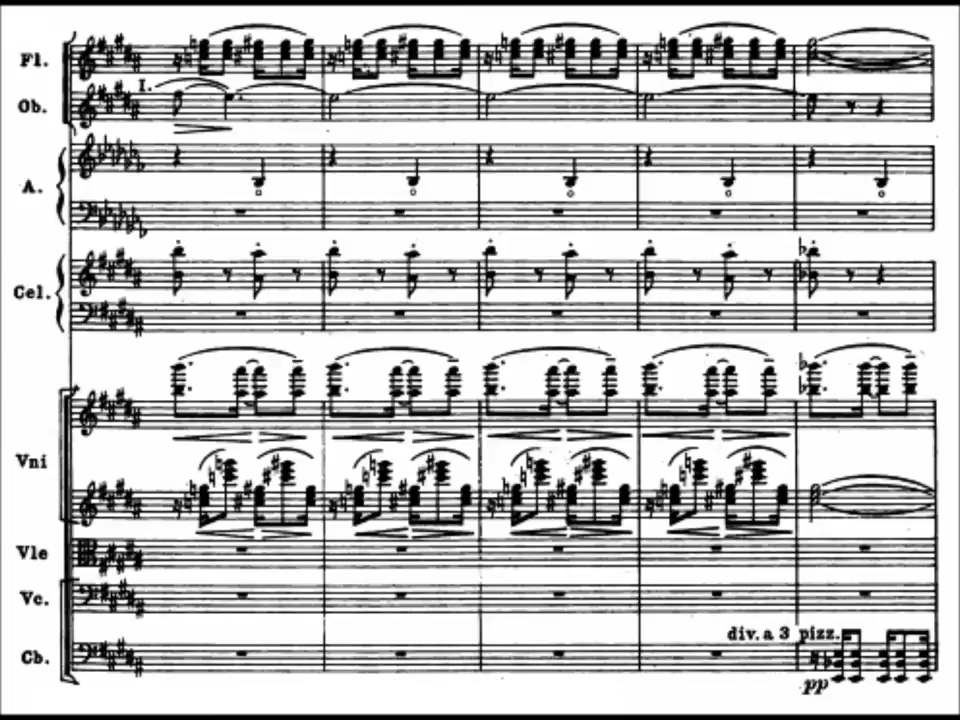 Fl.
I.
Ob.
A.
Cel.
Vni
Vle
Vc.
div. a 3 pizz.
Cb.
pp